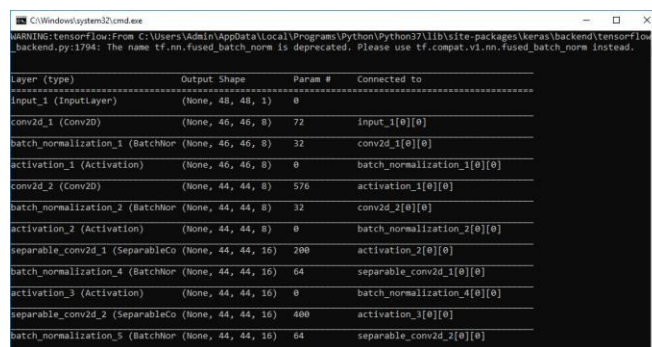 C:\Windows\system32\cmd.exe
WARNING:tensorflow:From C:\Users\Admin\AppData\Local\Programs\Python\Python37\lib\site-packages\keras\backend\tensorflow
_backend.py:1794: The name tf.nn.fused_batch_norm is deprecated. Please use tf.compat.v1.nn.fused_batch_norm instead.
Layer (type) Output Shape Param # Connected to
input_1 (InputLayer) (None, 48, 48, 1) 0
conv2d_1 (Conv2D) (None, 46, 46, 8) 72 input_1[0][0]
batch_normalization_1 (BatchNor (None, 46, 46, 8) 32 conv2d_1[0][0]
activation_1 (Activation) (None, 46, 46, 8) 0 batch_normalization_1[0][0]
conv2d_2 (Conv2D) (None, 44, 44, 8) 576 activation_1[0][0]
batch_normalization_2 (BatchNor (None, 44, 44, 8) 32 conv2d_2[0][0]
activation_2 (Activation) (None, 44, 44, 8) 0 batch_normalization_2[0][0]
separable_conv2d_1 (SeparableCo (None, 44, 44, 16) 200 activation_2[0][0]
batch_normalization_4 (BatchNor (None, 44, 44, 16) 64 separable_conv2d_1[0][0]
activation_3 (Activation) (None, 44, 44, 16) 0 batch_normalization_4[0][0]
separable_conv2d_2 (SeparableCo (None, 44, 44, 16) 400 activation_3[0][0]
batch_normalization_5 (BatchNor (None, 44, 44, 16) 64 separable_conv2d_2[0][0]